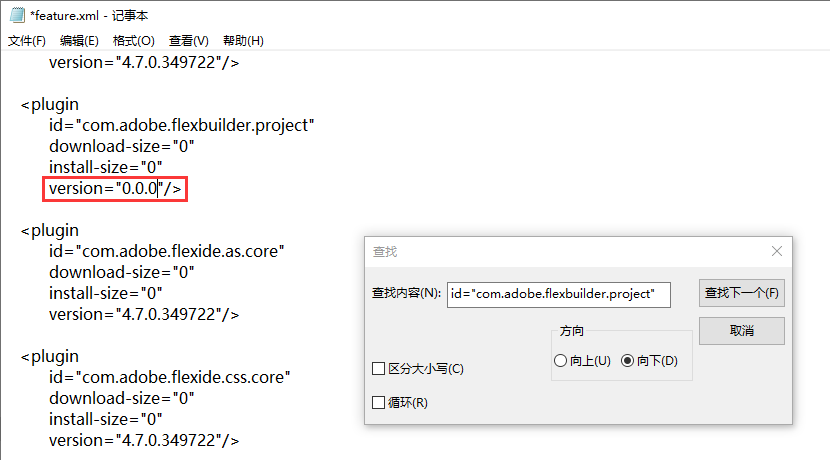 *feature.xml - 记事本
文件(F) 编辑(E) 格式(O) 查看(V) 帮助(H)
version="4.7.0.349722"/>
<plugin
id="com.adobe.flexbuilder.project"
download-size="0"
install-size="0"
version="0.0.0"/>
<plugin
id="com.adobe.flexide.as.core"
download-size="0"
install-size="0"
version="4.7.0.349722"/>
<plugin
id="com.adobe.flexide.css.core"
download-size="0"
install-size="0"
version="4.7.0.349722"/>
查找
查找内容(N): id="com.adobe.flexbuilder.project" 查找下一个(F)
方向 取消
向上(U) 向下(D)
区分大小写(C)
循环(R)